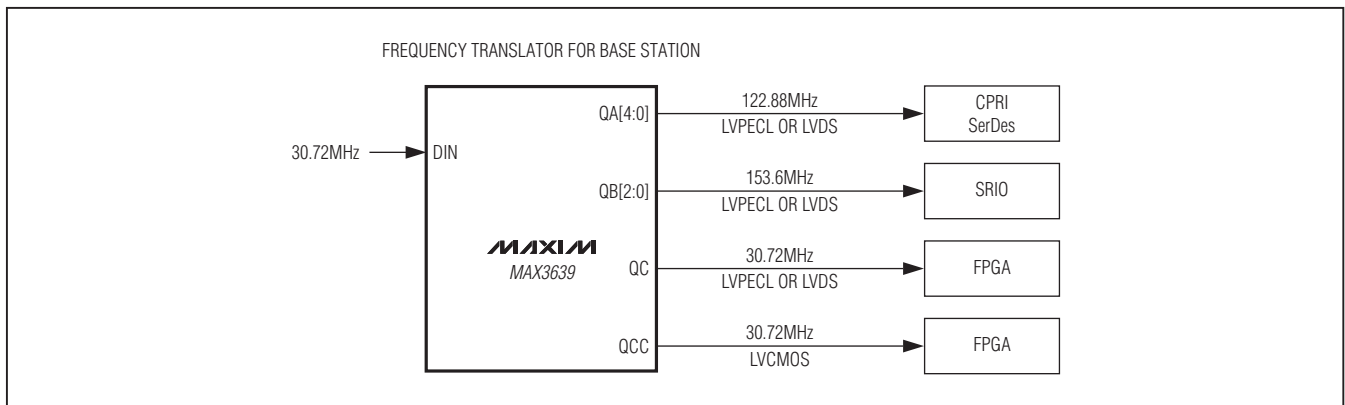 FREQUENCY TRANSLATOR FOR BASE STATION
30.72MHz
DIN
MAXIM
MAX3639
QA[4:0]
122.88MHz
LVPECL OR LVDS
CPRI
SerDes
QB[2:0]
153.6MHz
LVPECL OR LVDS
SRIO
QC
30.72MHz
LVPECL OR LVDS
FPGA
QCC
30.72MHz
LVCMOS
FPGA